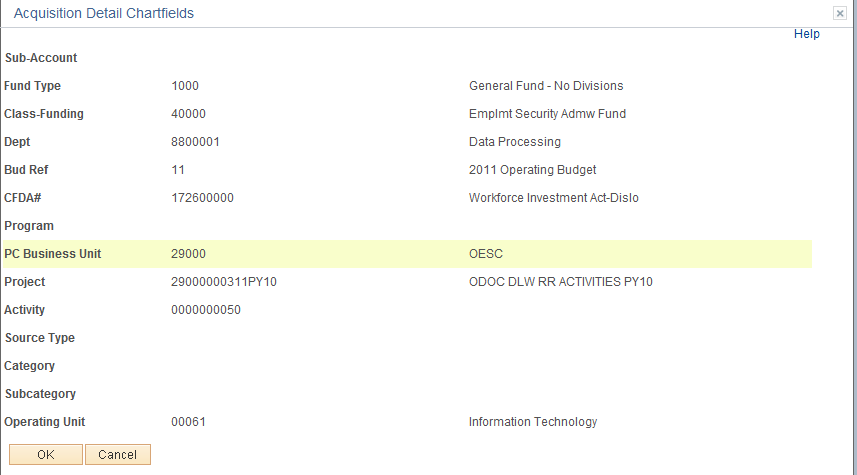 Acquisition Detail Chartfields
Help
Sub-Account
Fund Type 1000 General Fund - No Divisions
Class-Funding 40000 Emplmt Security Admw Fund
Dept 8800001 Data Processing
Bud Ref 11 2011 Operating Budget
CFDA# 172600000 Workforce Investment Act-Dislo
Program
PC Business Unit 29000 OESC
Project 29000000311PY10 ODOC DLW RR ACTIVITIES PY10
Activity 0000000050
Source Type
Category
Subcategory
Operating Unit 00061 Information Technology
OK Cancel